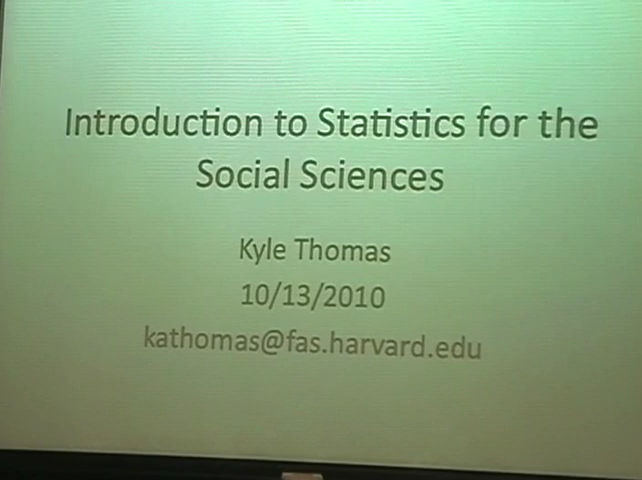 Introduction to Statistics for the
Social Sciences
Kyle Thomas
10/13/2010
kathomas@fas.harvard.edu